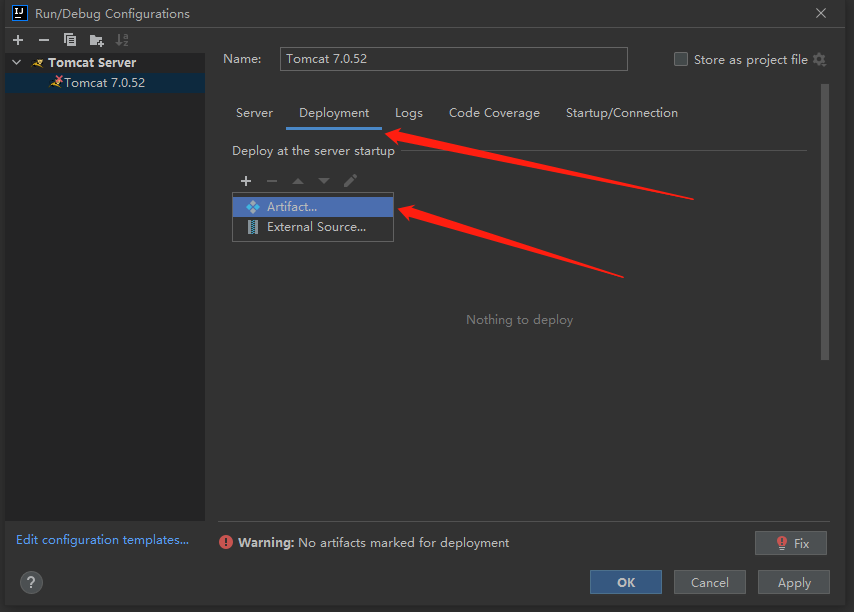 IJ Run/Debug Configurations
Tomcat Server
Tomcat 7.0.52
Name: Tomcat 7.0.52 Store as project file
Server Deployment Logs Code Coverage Startup/Connection
Deploy at the server startup
Artifact...
External Source...
Nothing to deploy
Edit configuration templates...
Warning: No artifacts marked for deployment
Fix
? OK Cancel Apply